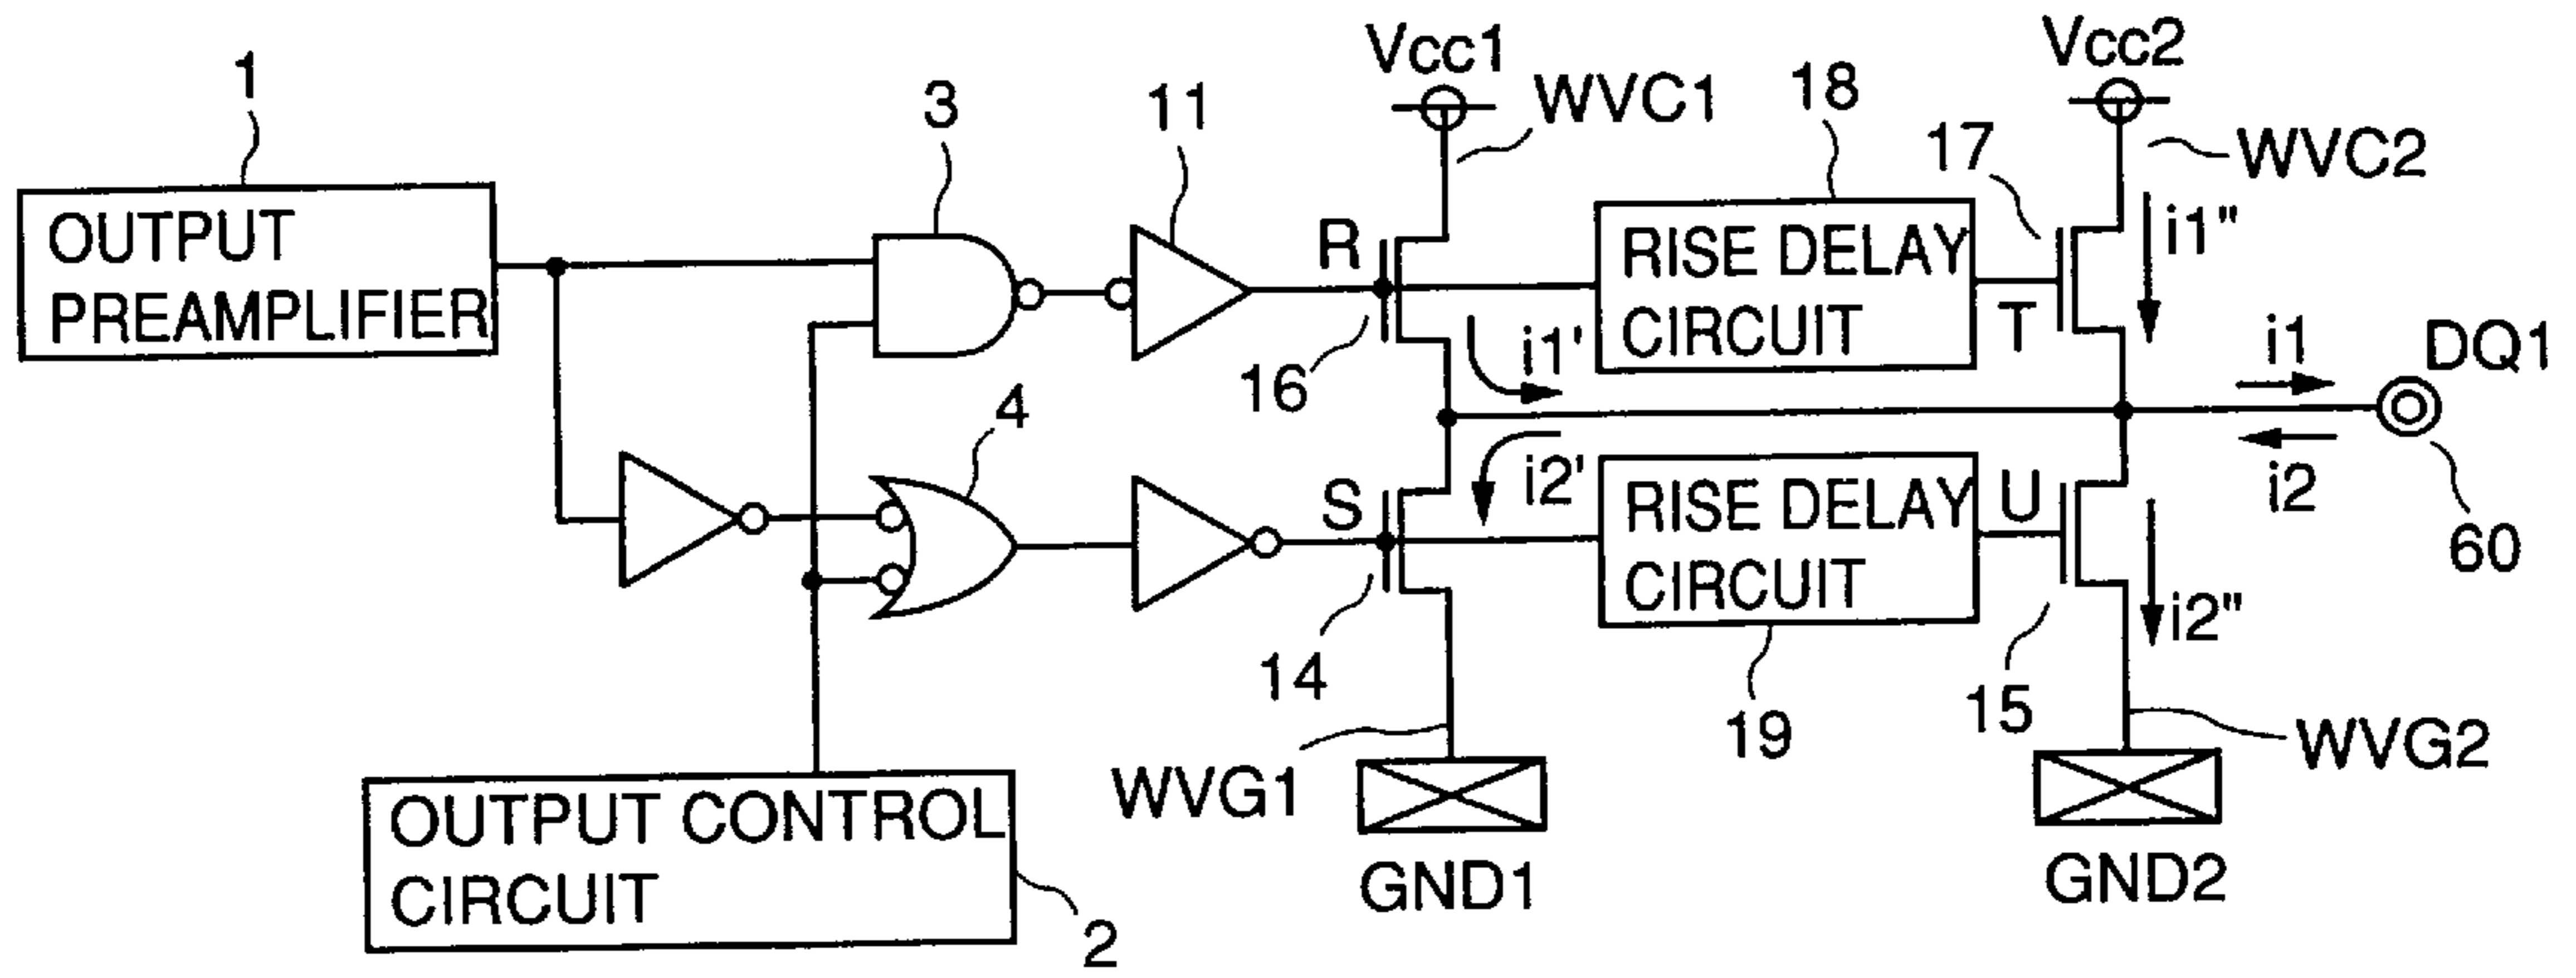 1
OUTPUT
PREAMPLIFIER
3
11
Vcc1
WVC1
18
17
Vcc2
WVC2
R
RISE DELAY
CIRCUIT
T
i1"
16
i1'
i1
DQ1
4
S
i2'
RISE DELAY
CIRCUIT
U
i2
60
14
19
15
i2"
WVG1
WVG2
GND1
GND2
OUTPUT CONTROL
CIRCUIT
2